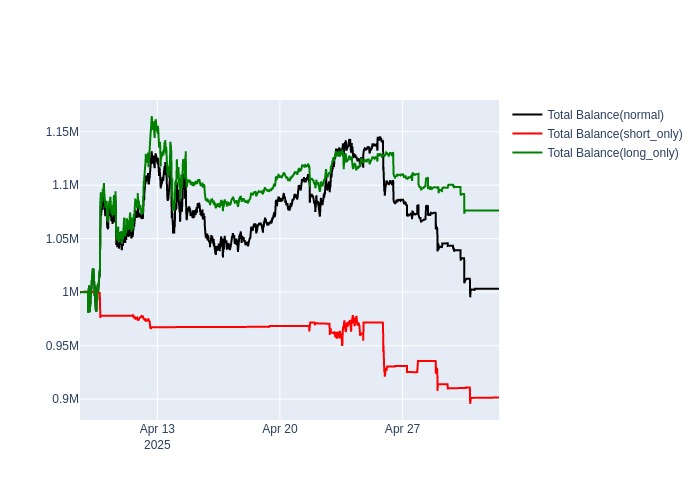 1.15M
1.1M
1.05M
1M
0.95M
0.9M
Apr 13
2025
Apr 20
Apr 27
Total Balance(normal)
Total Balance(short_only)
Total Balance(long_only)